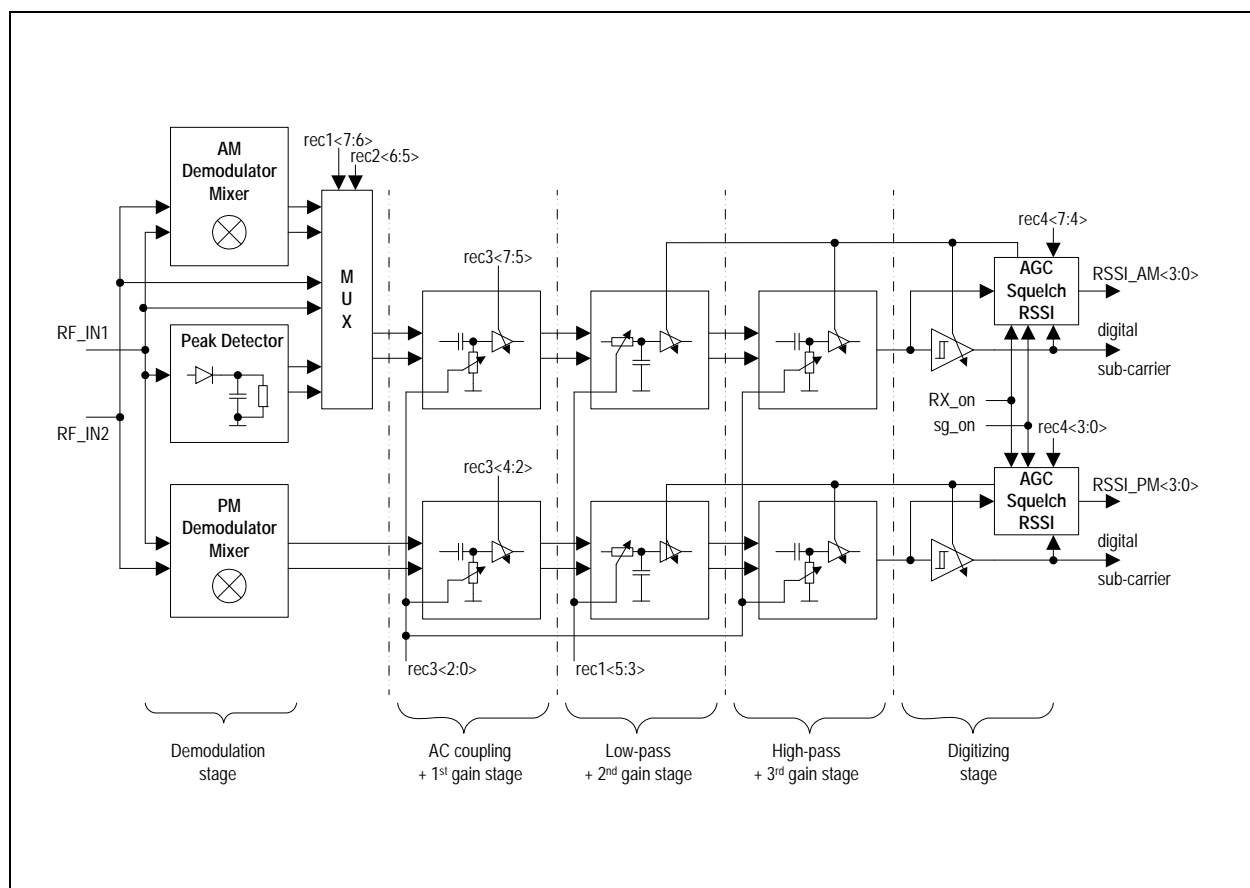 rec1<7:6>
rec2<6:5>
AM
Demodulator
Mixer
M
U
X
rec3<7:5>
rec4<7:4>
AGC
Squelch
RSSI
RSSI_AM<3:0>
RF_IN1
Peak Detector
digital
sub-carrier
RF_IN2
RX_on
sg_on
rec4<3:0>
PM
Demodulator
Mixer
rec3<4:2>
AGC
Squelch
RSSI
RSSI_PM<3:0>
digital
sub-carrier
rec3<2:0>
rec1<5:3>
Demodulation
stage
AC coupling
+ 1st gain stage
Low-pass
+ 2nd gain stage
High-pass
+ 3rd gain stage
Digitizing
stage